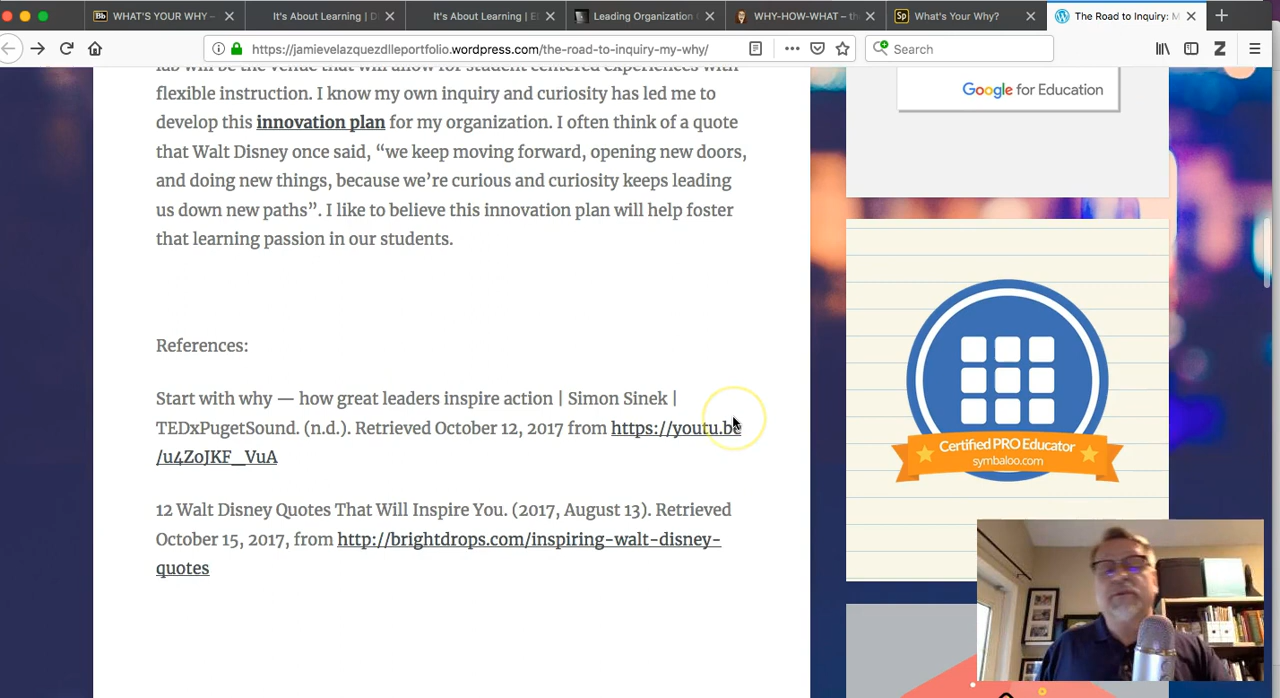 WHAT'S YOUR WHY –
It's About Learning | D
It's About Learning | E
Leading Organization
WHY-HOW-WHAT – th
What's Your Why?
The Road to Inquiry: M
https://jamievelazquezdlleportfolio.wordpress.com/the-road-to-inquiry-my-why/
Search
lab will be the venue that will allow for student centered experiences with
flexible instruction. I know my own inquiry and curiosity has led me to
develop this innovation plan for my organization. I often think of a quote
that Walt Disney once said, “we keep moving forward, opening new doors,
and doing new things, because we’re curious and curiosity keeps leading
us down new paths”. I like to believe this innovation plan will help foster
that learning passion in our students.
References:
Start with why — how great leaders inspire action | Simon Sinek |
TEDxPugetSound. (n.d.). Retrieved October 12, 2017 from https://youtu.be
/u4ZoJKF_VuA
12 Walt Disney Quotes That Will Inspire You. (2017, August 13). Retrieved
October 15, 2017, from http://brightdrops.com/inspiring-walt-disney-
quotes
Google for Education
Certified PRO Educator
symbaloo.com